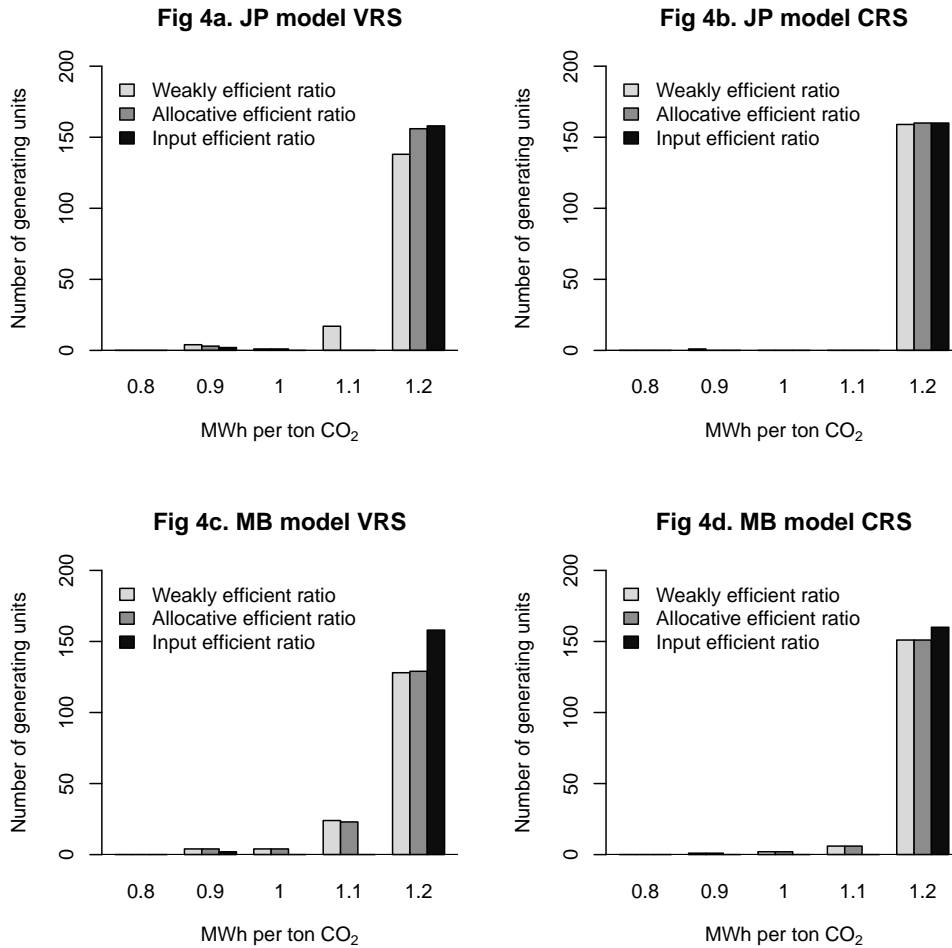 Fig 4a. JP model VRS
Number of generating units
200
150
100
50
0
Weakly efficient ratio
Allocative efficient ratio
Input efficient ratio
0.8 0.9 1 1.1 1.2
MWh per ton CO₂
Fig 4b. JP model CRS
Number of generating units
200
150
100
50
0
Weakly efficient ratio
Allocative efficient ratio
Input efficient ratio
0.8 0.9 1 1.1 1.2
MWh per ton CO₂
Fig 4c. MB model VRS
Number of generating units
200
150
100
50
0
Weakly efficient ratio
Allocative efficient ratio
Input efficient ratio
0.8 0.9 1 1.1 1.2
MWh per ton CO₂
Fig 4d. MB model CRS
Number of generating units
200
150
100
50
0
Weakly efficient ratio
Allocative efficient ratio
Input efficient ratio
0.8 0.9 1 1.1 1.2
MWh per ton CO₂